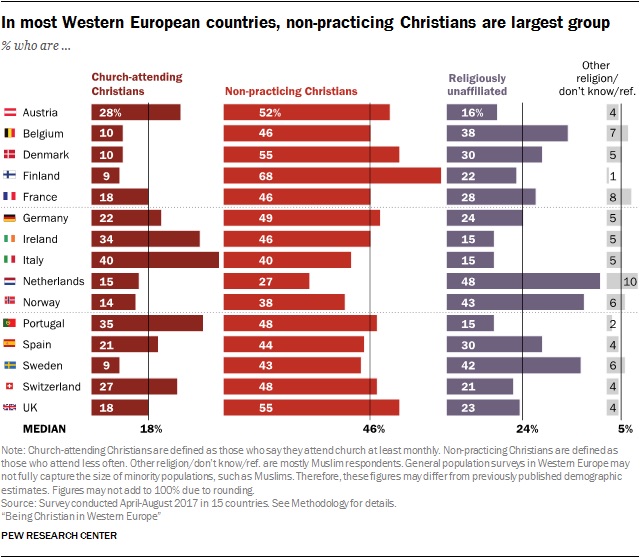 In most Western European countries, non-practicing Christians are largest group
% who are ...
Church-attending Christians
Non-practicing Christians
Religiously unaffiliated
Other religion/ don't know/ref.
Austria 28% 52% 16% 4
Belgium 10 46 38 7
Denmark 10 55 30 5
Finland 9 68 22 1
France 18 46 28 8
Germany 22 49 24 5
Ireland 34 46 15 5
Italy 40 40 15 5
Netherlands 15 27 48 10
Norway 14 38 43 6
Portugal 35 48 15 2
Spain 21 44 30 4
Sweden 9 43 42 6
Switzerland 27 48 21 4
UK 18 55 23 4
MEDIAN 18% 46% 24% 5%
Note: Church-attending Christians are defined as those who say they attend church at least monthly. Non-practicing Christians are defined as
those who attend less often. Other religion/don't know/ref. are mostly Muslim respondents. General population surveys in Western Europe may
not fully capture the size of minority populations, such as Muslims. Therefore, these figures may differ from previously published demographic
estimates. Figures may not add to 100% due to rounding.
Source: Survey conducted April-August 2017 in 15 countries. See Methodology for details.
"Being Christian in Western Europe"
PEW RESEARCH CENTER